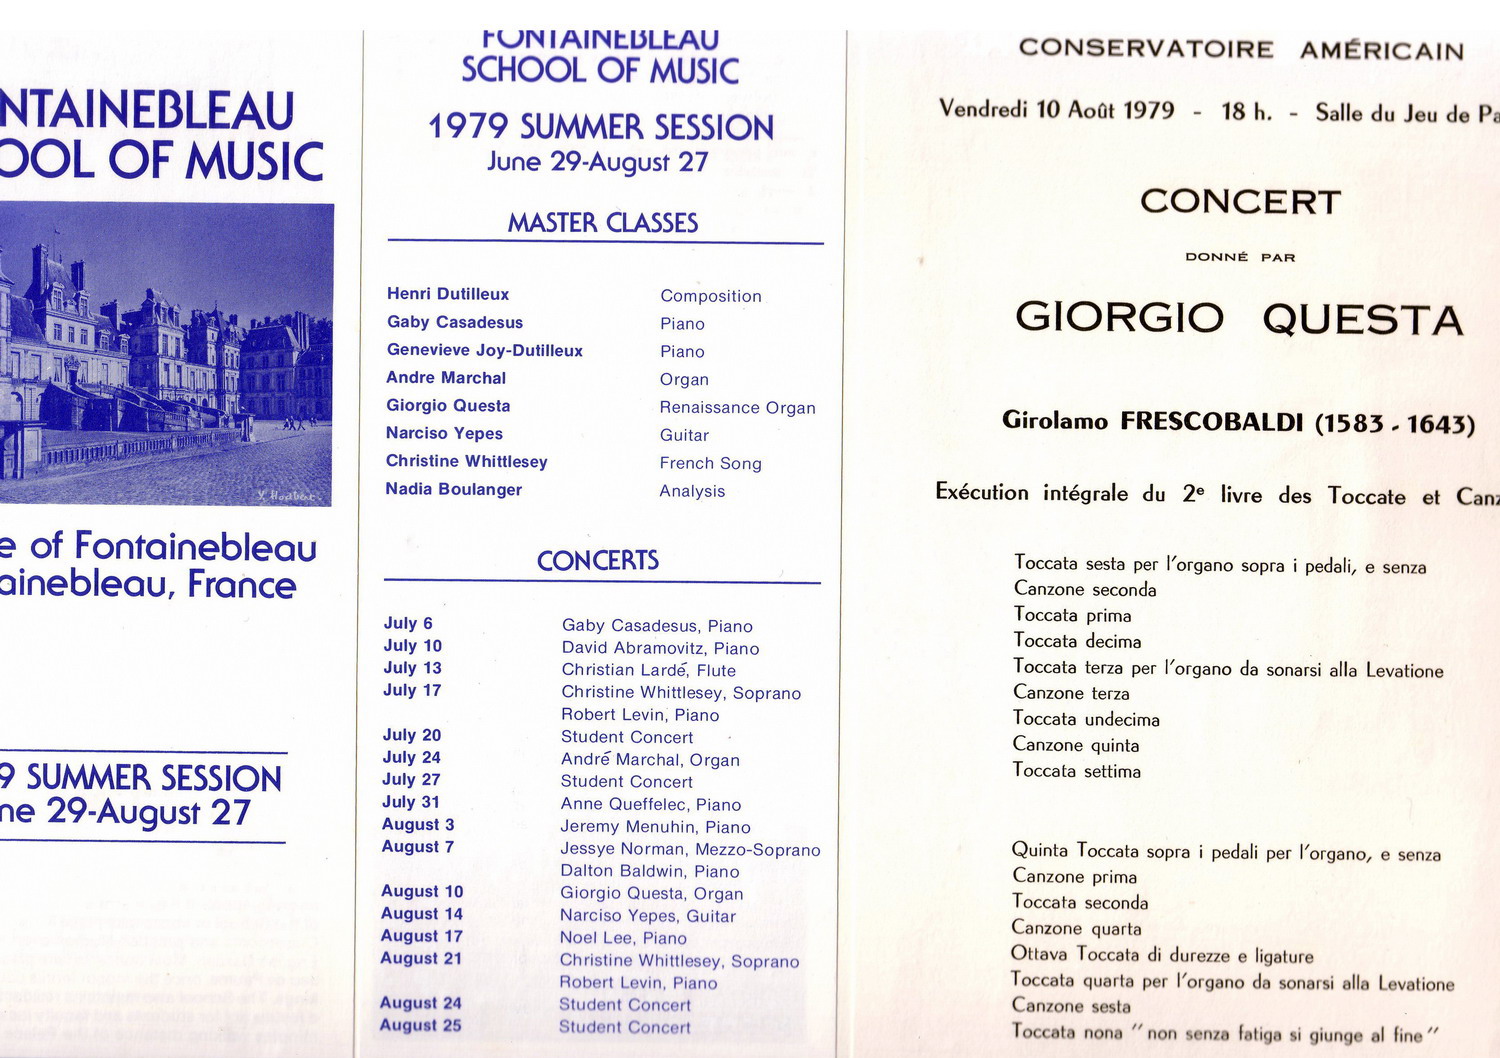 NTAINEBLEAU
OOL OF MUSIC
Y. Houbert.
e of Fontainebleau
ainebleau, France
9 SUMMER SESSION
ne 29-August 27
FONTAINEBLEAU
SCHOOL OF MUSIC
1979 SUMMER SESSION
June 29-August 27
MASTER CLASSES
Henri Dutilleux Composition
Gaby Casadesus Piano
Genevieve Joy-Dutilleux Piano
Andre Marchal Organ
Giorgio Questa Renaissance Organ
Narciso Yepes Guitar
Christine Whittlesey French Song
Nadia Boulanger Analysis
CONCERTS
July 6 Gaby Casadesus, Piano
July 10 David Abramovitz, Piano
July 13 Christian Lardé, Flute
July 17 Christine Whittlesey, Soprano
Robert Levin, Piano
July 20 Student Concert
July 24 André Marchal, Organ
July 27 Student Concert
July 31 Anne Queffelec, Piano
August 3 Jeremy Menuhin, Piano
August 7 Jessye Norman, Mezzo-Soprano
Dalton Baldwin, Piano
August 10 Giorgio Questa, Organ
August 14 Narciso Yepes, Guitar
August 17 Noel Lee, Piano
August 21 Christine Whittlesey, Soprano
Robert Levin, Piano
August 24 Student Concert
August 25 Student Concert
CONSERVATOIRE AMÉRICAIN
Vendredi 10 Août 1979 - 18 h. - Salle du Jeu de Pa
CONCERT
DONNÉ PAR
GIORGIO QUESTA
Girolamo FRESCOBALDI (1583 - 1643)
Exécution intégrale du 2e livre des Toccate et Canz
Toccata sesta per l'organo sopra i pedali, e senza
Canzone seconda
Toccata prima
Toccata decima
Toccata terza per l'organo da sonarsi alla Levatione
Canzone terza
Toccata undecima
Canzone quinta
Toccata settima
Quinta Toccata sopra i pedali per l'organo, e senza
Canzone prima
Toccata seconda
Canzone quarta
Ottava Toccata di durezze e ligature
Toccata quarta per l'organo da sonarsi alla Levatione
Canzone sesta
Toccata nona "non senza fatiga si giunge al fine"